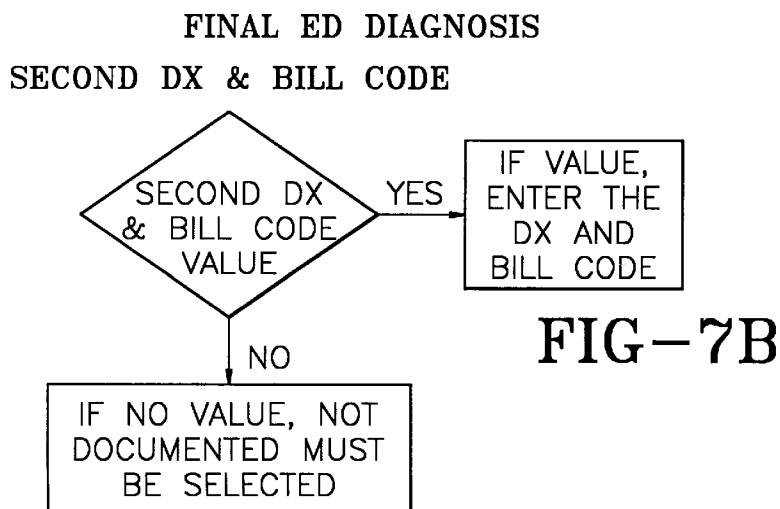 FINAL ED DIAGNOSIS
SECOND DX & BILL CODE
SECOND DX
& BILL CODE
VALUE
YES
IF VALUE,
ENTER THE
DX AND
BILL CODE
FIG-7B
NO
IF NO VALUE, NOT
DOCUMENTED MUST
BE SELECTED